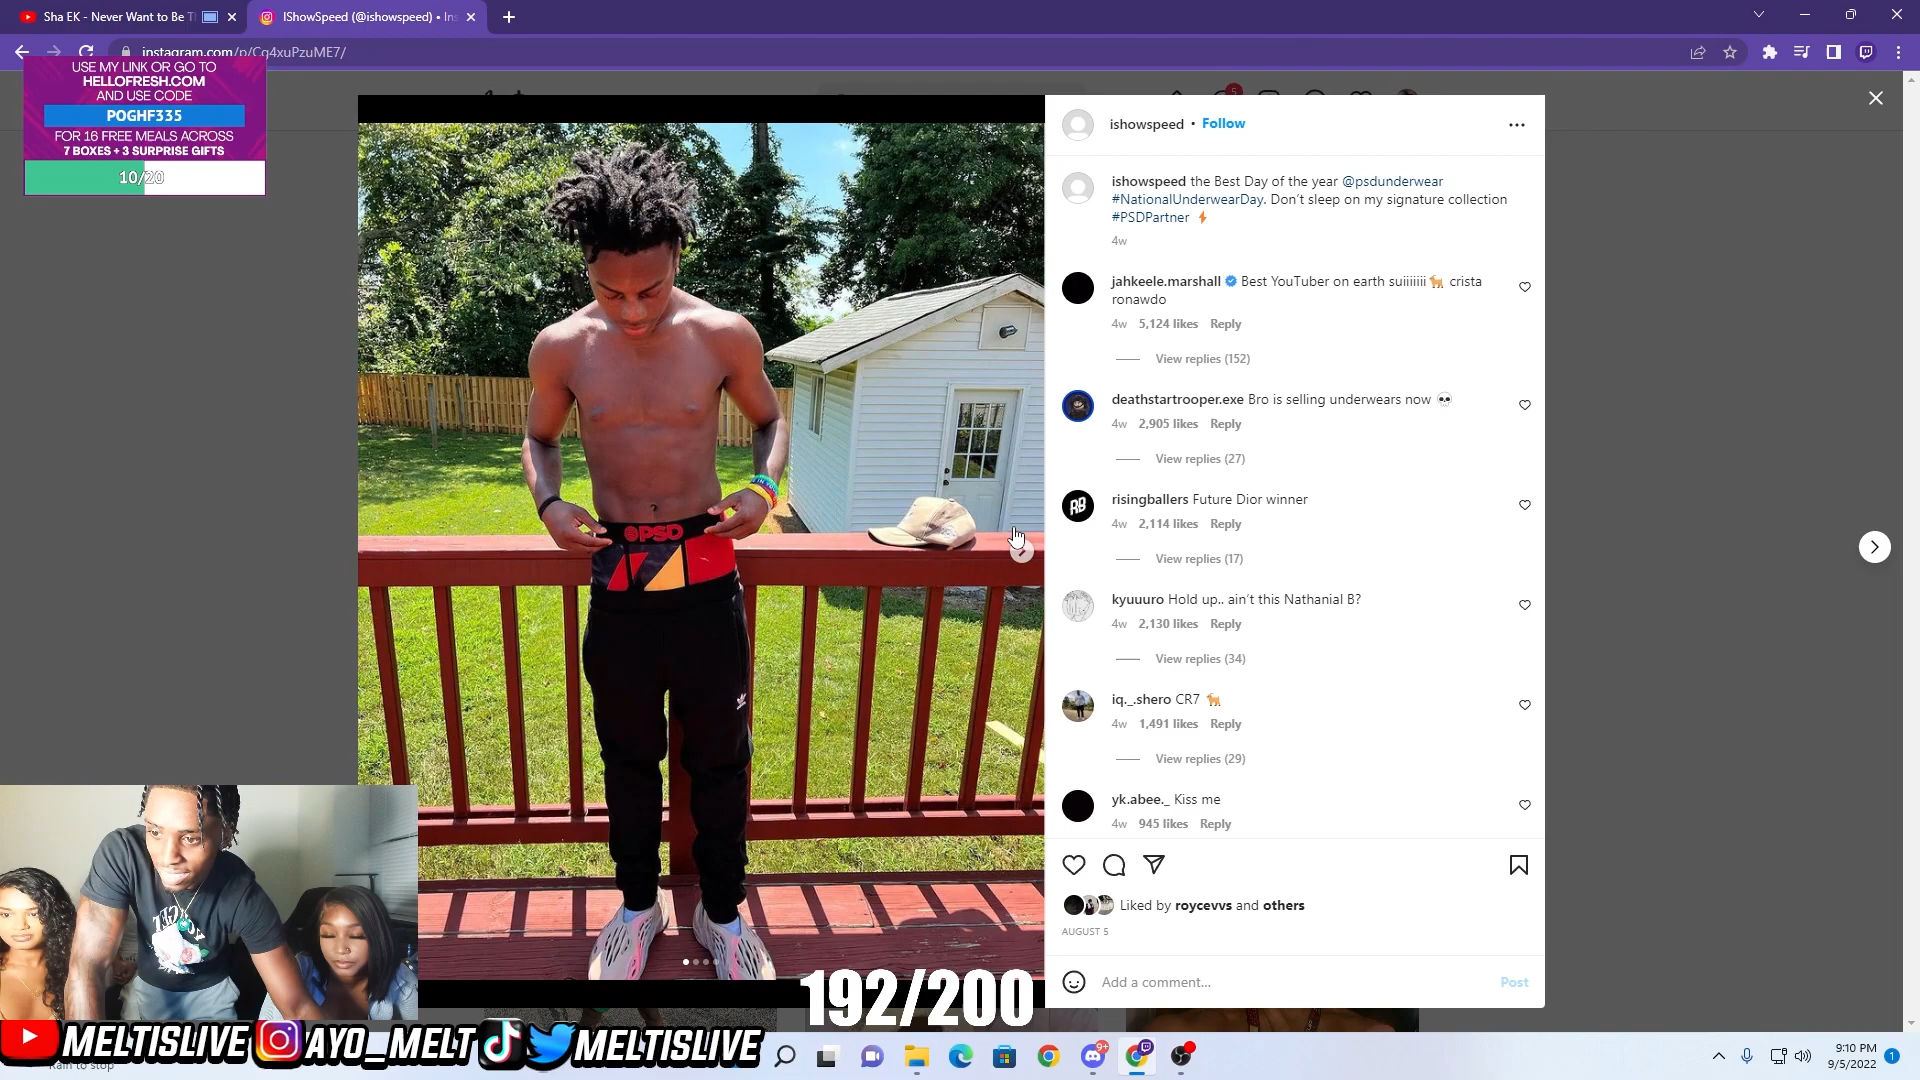 Sha EK - Never Want to Be T
IShowSpeed (@ishowspeed) • Ins
instagram.com/p/Cg4xuPzuME7/
USE MY LINK OR GO TO
HELLOFRESH.COM
AND USE CODE
POGHF335
FOR 16 FREE MEALS ACROSS
7 BOXES + 3 SURPRISE GIFTS
10/20
5
ishowspeed • Follow
ishowspeed the Best Day of the year @psdunderwear
#NationalUnderwearDay. Don't sleep on my signature collection
#PSDPartner
4w
jahkeele.marshall Best YouTuber on earth suiiiiiii crista
ronawdo
4w 5,124 likes Reply
View replies (152)
deathstartrooper.exe Bro is selling underwears now
4w 2,905 likes Reply
View replies (27)
RB
risingballers Future Dior winner
4w 2,114 likes Reply
View replies (17)
kyuuuro Hold up.. ain't this Nathanial B?
4w 2,130 likes Reply
View replies (34)
iq._.shero CR7
4w 1,491 likes Reply
View replies (29)
yk.abee._ Kiss me
4w 945 likes Reply
Liked by roycevvs and others
AUGUST 5
Add a comment...
Post
PSD
192/200
MELTISLIVE AYO_MELT MELTISLIVE
Rain to stop
9+
9:10 PM
9/5/2022
1